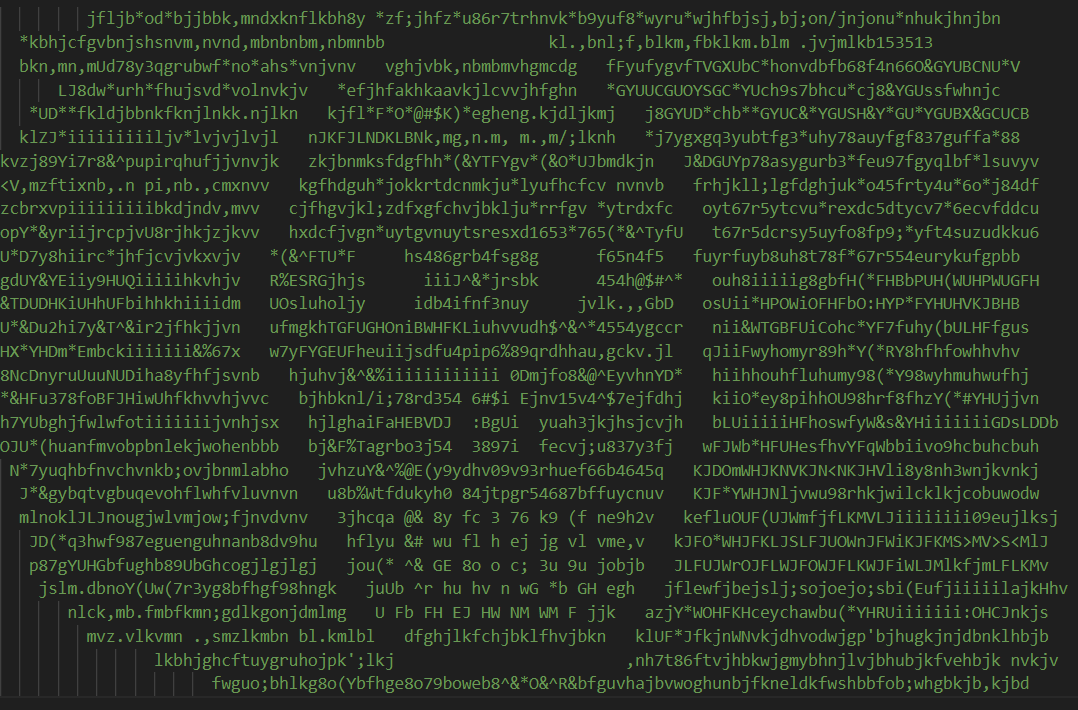 jfljb*od*bjjbbk,mndxknflkbh8y *zf;jhfz*u86r7trhnvk*b9yuf8*wyru*wjhfbjsj,bj;on/jnjonu*nhukjhnjbn
*kbhjcfgvbnjshsnvm,nvnd,mbnbnbm,nbmnbb kl.,bnl;f,blkm,fbklkm.blm .jvjmlkb153513
bkn,mn,mUd78y3qgrubwf*no*ahs*vnjvnv vghjvbk,nbmbmvhgmcdg fFyufygvfTVGXUbC*honvdbfb68f4n66O&GYUBCNU*V
LJ8dw*urh*fhujsvd*volnvkjv *efjhfakhkaavkjlcvvjhfghn *GYUUCGUOYSGC*YUch9s7bhcu*cj8&YGUssfwhnjc
*UD**fkldjbbnkfknjlnkk.njlkn kjfl*F*O*@#$K)*egheng.kjdljkmj j8GYUD*chb**GYUC&*YGUSH&Y*GU*YGUBX&GCUCB
klZJ*iiiiiiiiiljv*lvjvjlvjl nJKFJLNDKLBNk,mg,n.m, m.,m/;lknh *j7ygxgq3yubtfg3*uhy78auyfgf837guffa*88
kvzj89Yi7r8&^pupirqhufjjvnvjk zkjbnmksfdgfhh*(&YTFYgv*(&O*UJbmdkjn J&DGUYp78asygurb3*feu97fgyqlbf*lsuvyv
<V,mzftixnb,.n pi,nb.,cmxnvv kgfhdguh*jokkrtdcnmkju*lyufhcfcv nvnvb frhjkll;lgfdghjuk*o45frty4u*6o*j84df
zcbrxvpiiiiiiiiibkdjndv,mvv cjfhgvjkl;zdfxgfchvjbklju*rrfgv *ytrdxfc oyt67r5ytcvu*rexdc5dtycv7*6ecvfddcu
opY*&yriijrcpjvU8rjhkjzjkvv hxdcfjvgn*uytgvnuytsresxd1653*765(*&^TyfU t67r5dcrsy5uyfo8fp9;*yft4suzudkku6
U*D7y8hiirc*jhfjcvjvkxvjv *(&^FTU*F hs486grb4fsg8g f65n4f5 fuyrfuyb8uh8t78f*67r554eurykufgpbb
gdUY&YEiiy9HUQiiiiihkvhjv R%ESRGjhjs iiiJ^&*jrsbk 454h@$#^* ouh8iiiiig8gbfH(*FHBbPUH(WUHPWUGFH
&TDUDHKiUHhUFbihhkhiiiidm UOsluholjy idb4ifnf3nuy jvlk.,,GbD osUii*HPOWiOFHFbO:HYP*FYHUHVKJBHB
U*&Du2hi7y&T^&ir2jfhkjjvn ufmgkhTGFUGHOniBWHFKLiuhvvudh$^&^*4554ygccr nii&WTGBFUiCohc*YF7fuhy(bULHFfgus
HX*YHDm*Embckiiiiiii&%67x w7yFYGEUFheuiijsdfu4pip6%89qrdhhau,gckv.jl qJiiFwyhomyr89h*Y(*RY8hfhfowhhvhv
8NcDnyruUuuNUDiha8yfhfjsvnb hjuhvj&^&%iiiiiiiiiiii 0Dmjfo8&@^EyvhnYD* hiihhouhfluhumy98(*Y98wyhmuhwufhj
*&HFu378foBFJHiwUhfkhvvhjvvc bjhbknl/i;78rd354 6#$i Ejnv15v4^$7ejfdhj kiiO*ey8pihhOU98hrf8fhzY(*#YHUjjvn
h7YUbghjfwlwfotiiiiiiijvnhjsx hjlghaiFaHEBVDJ :BgUi yuah3jkjhsjcvjh bLUiiiiHFhoswfyW&s&YHiiiiiiGDsLDDb
OJU*(huanfmvobpbnlekjwohenbbb bj&F%Tagrbo3j54 3897i fecvj;u837y3fj wFJWb*HFUHesfhvYFqWbbiivo9hcbuhcbuh
N*7yuqhbfnvchvnkb;ovjbnmlabho jvhzuY&^%@E(y9ydhv09v93rhuef66b4645q KJDOmWHJKNVKJN<NKJHVli8y8nh3wnjkvnkj
J*&gybqtvgbuqevohflwhfvluvnvn u8b%Wtfdukyh0 84jtpgr54687bffuycnuv KJF*YWHJNljvwu98rhkjwilcklkjcobuwodw
mlnoklJLJnougjwlvmjow;fjnvdvnv 3jhcqa @& 8y fc 3 76 k9 (f ne9h2v kefluOUF(UJWmfjfLKMVLJiiiiiiii09eujlksj
JD(*q3hwf987eguenguhnanb8dv9hu hflyu &# wu fl h ej jg vl vme,v kJFO*WHJFKLJSLFJUOWnJFWiKJFKMS>MV>S<MlJ
p87gYUHGbfughb89UbGhcogjlgjlgj jou(* ^& GE 8o o c; 3u 9u jobjb JLFUJWrOJFLWJFOWJFLKWJFiWLJMlkfjmLFLKMv
jslm.dbnoY(Uw(7r3yg8bfhgf98hngk juUb ^r hu hv n wG *b GH egh jflewfjbejslj;sojoejo;sbi(EufjiiiiilajkHhv
nlck,mb.fmbfkmn;gdlkgonjdmlmg U Fb FH EJ HW NM WM F jjk azjY*WOHFKHceychawbu(*YHRUiiiiiii:OHCJnkjs
mvz.vlkvmn .,smzlkmbn bl.kmlbl dfghjlkfchjbklfhvjbkn klUF*JfkjnWNVkjdhvodwjgp'bjhugkjnjdbnklhbjb
lkbhjghcftuygruhojpk';lkj ,nh7t86ftvjhbkwjgmybhnjlvjbhubjkfvehbjk nvkjv
fwguo;bhlkg8o(Ybfhge8o79boweb8^&*O&^R&bfguvhajbvwoghunbjfkneldkfwshbbfob;whgbkjb,kjbd